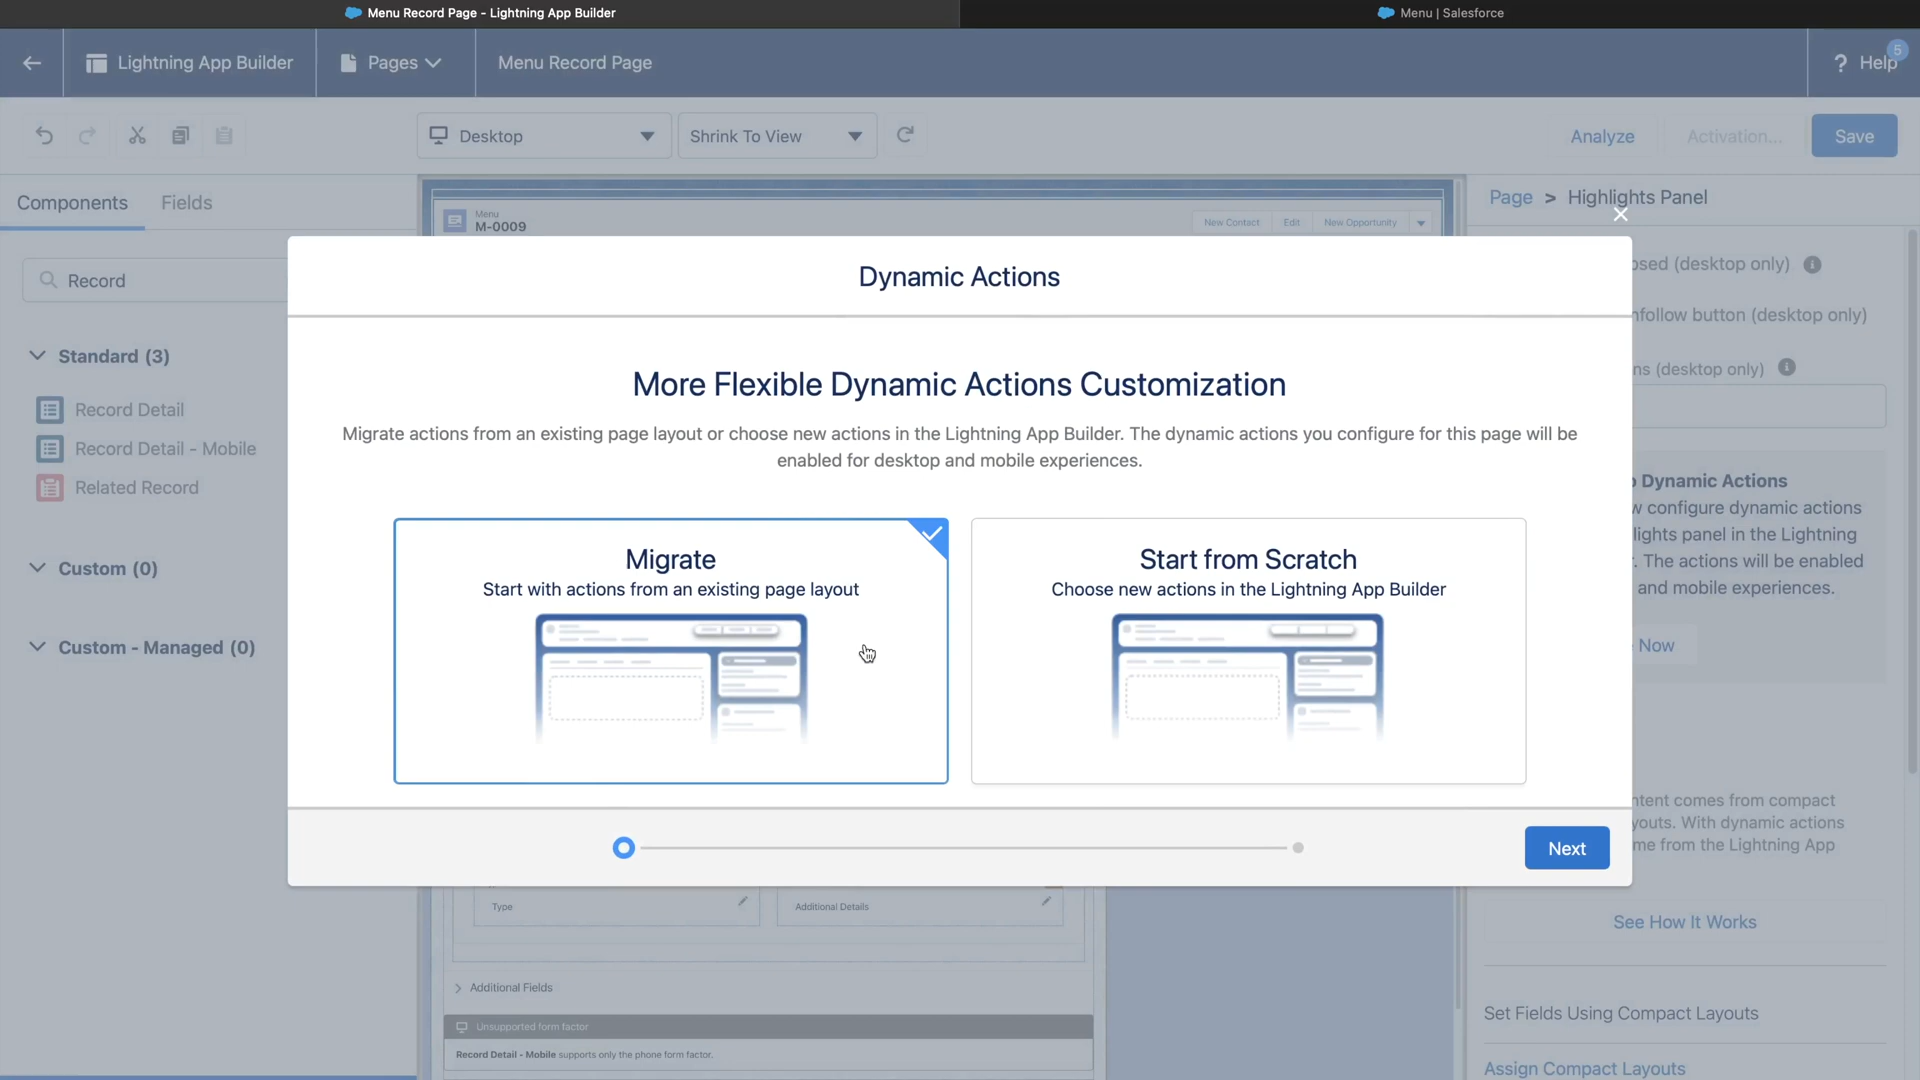 Menu Record Page - Lightning App Builder
Menu | Salesforce
Lightning App Builder
Pages
Menu Record Page
? Help
5
Desktop
Shrink To View
Analyze
Activation...
Save
Components
Fields
Menu
M-0009
New Contact
Edit
New Opportunity
Page > Highlights Panel
Record
Dynamic Actions
psed (desktop only)
nfollow button (desktop only)
Standard (3)
More Flexible Dynamic Actions Customization
ns (desktop only)
Record Detail
Migrate actions from an existing page layout or choose new actions in the Lightning App Builder. The dynamic actions you configure for this page will be
enabled for desktop and mobile experiences.
Record Detail - Mobile
Related Record
Dynamic Actions
w configure dynamic actions
lights panel in the Lightning
. The actions will be enabled
and mobile experiences.
Now
Migrate
Start with actions from an existing page layout
Start from Scratch
Choose new actions in the Lightning App Builder
Custom (0)
Custom - Managed (0)
ntent comes from compact
youts. With dynamic actions
me from the Lightning App
Next
Type
Additional Details
See How It Works
Additional Fields
Unsupported form factor
Record Detail - Mobile supports only the phone form factor.
Set Fields Using Compact Layouts
Assign Compact Layouts